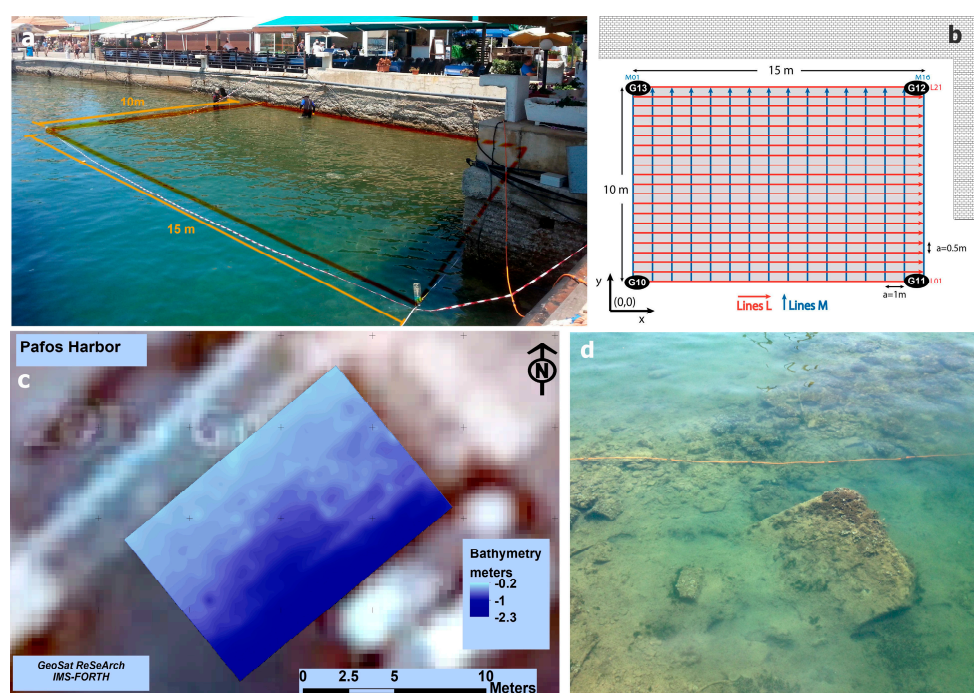 a
10m
15 m
b
15 m
M01
M16
G13
G12
L21
10 m
a=0.5m
G10
G11
L01
y
(0,0)
x
a=1m
Lines L
Lines M
Pafos Harbor
c
N
Bathymetry
meters
-0.2
-1
-2.3
GeoSat ReSeArch
IMS-FORTH
0 2.5 5 10
Meters
d